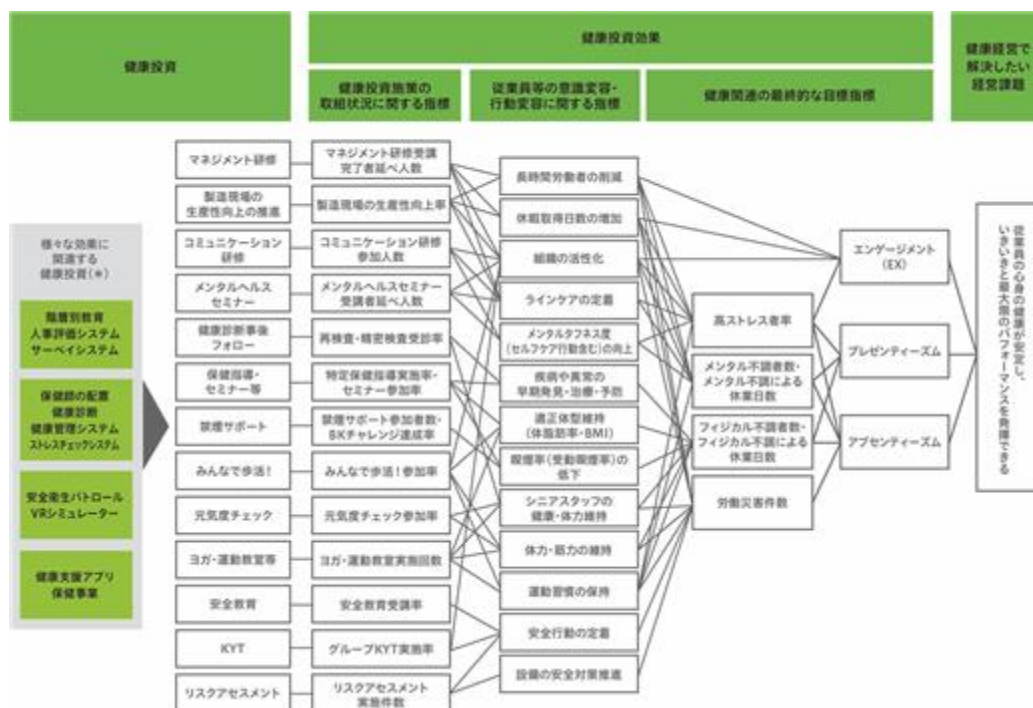 健康投資
健康投資効果
健康経営で
解決したい
経営課題
健康投資施策の
取組状況に関する指標
従業員等の意識変容・
行動変容に関する指標
健康関連の最終的な目標指標
様々な効果に
関連する
健康投資(*)
階層別教育
人事評価システム
サーベイシステム
保健師の配置
健康診断
健康管理システム
ストレスチェックシステム
安全衛生パトロール
VRシミュレーター
健康支援アプリ
保健事業
マネジメント研修
製造現場の
生産性向上の推進
コミュニケーション
研修
メンタルヘルス
セミナー
健康診断事後
フォロー
保健指導・
セミナー等
禁煙サポート
みんなで歩活!
元気度チェック
ヨガ・運動教室等
安全教育
KYT
リスクアセスメント
マネジメント研修受講
完了者延べ人数
製造現場の生産性向上率
コミュニケーション研修
参加人数
メンタルヘルスセミナー
受講者延べ人数
再検査・精密検査受診率
特定保健指導実施率・
セミナー参加率
禁煙サポート参加者数・
BKチャレンジ達成率
みんなで歩活!参加率
元気度チェック参加率
ヨガ・運動教室実施回数
安全教育受講率
グループKYT実施率
リスクアセスメント
実施件数
長時間労働者の削減
休暇取得日数の増加
組織の活性化
ラインケアの定着
メンタルタフネス度
(セルフケア行動含む)の向上
疾病や異常の
早期発見・治療・予防
適正体型維持
(体脂肪率・BMI)
喫煙率(受動喫煙率)の
低下
シニアスタッフの
健康・体力維持
体力・筋力の維持
運動習慣の保持
安全行動の定着
設備の安全対策推進
高ストレス者率
メンタル不調者数・
メンタル不調による
休業日数
フィジカル不調者数・
フィジカル不調による
休業日数
労働災害件数
エンゲージメント
(EX)
プレゼンティーズム
アブセンティーズム
従業員の心身の健康が安定し、
いきいきと最大限のパフォーマンスを発揮できる